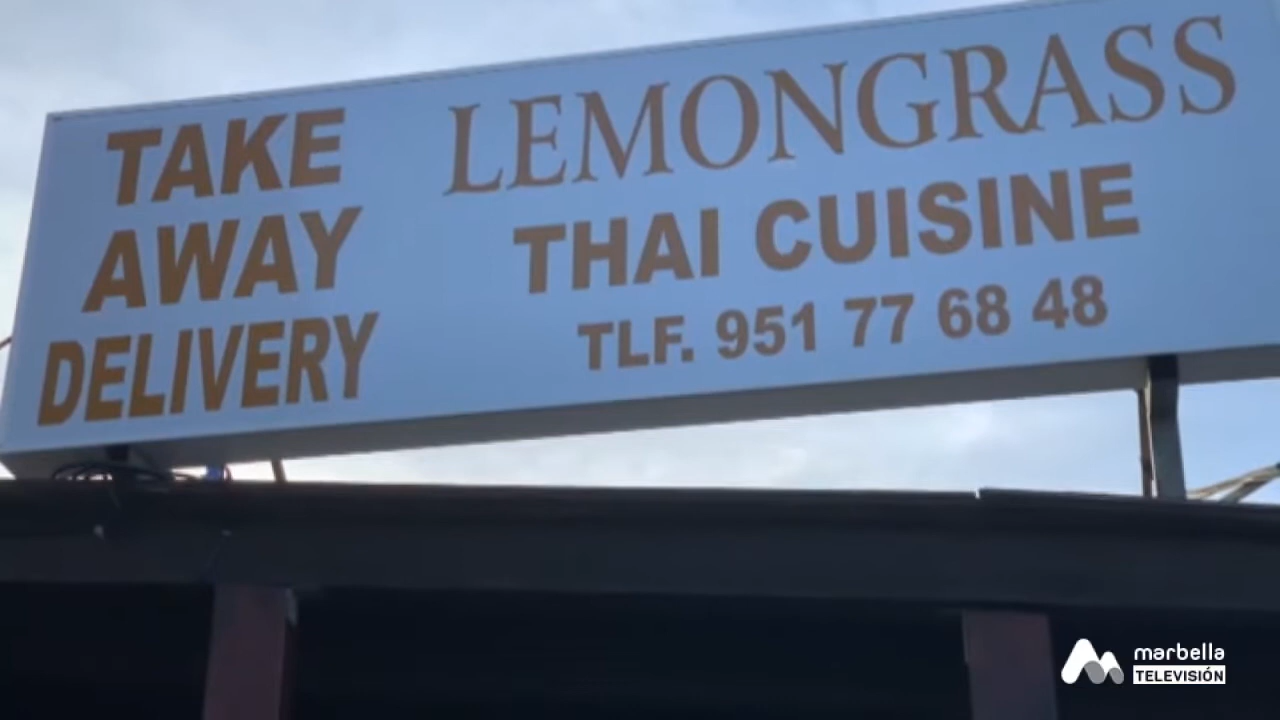 TAKE
AWAY
DELIVERY
LEMONGRASS
THAI CUISINE
TLF. 951 77 68 48
marbella
TELEVISIÓN